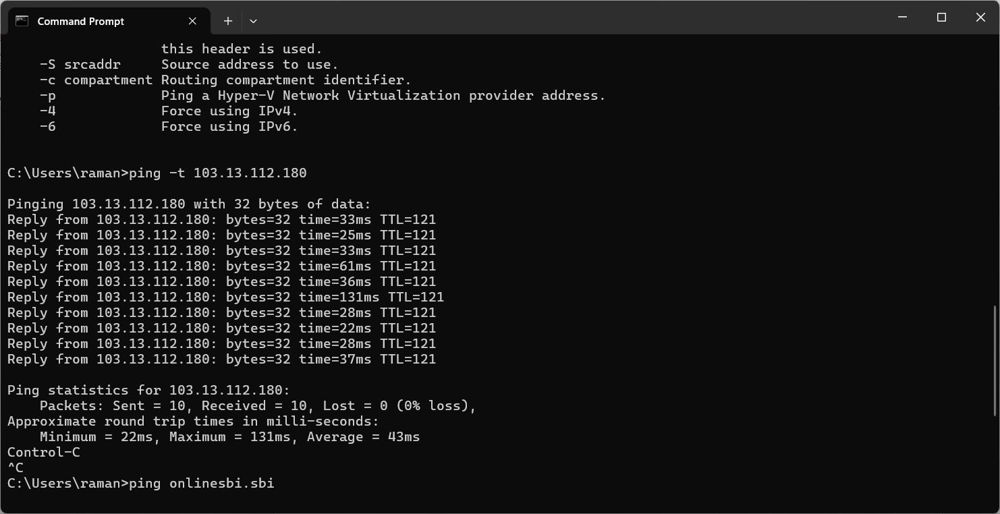 Command Prompt
this header is used.
    -S srcaddr     Source address to use.
    -c compartment Routing compartment identifier.
    -p             Ping a Hyper-V Network Virtualization provider address.
    -4             Force using IPv4.
    -6             Force using IPv6.
C:\Users\raman>ping -t 103.13.112.180
Pinging 103.13.112.180 with 32 bytes of data:
Reply from 103.13.112.180: bytes=32 time=33ms TTL=121
Reply from 103.13.112.180: bytes=32 time=25ms TTL=121
Reply from 103.13.112.180: bytes=32 time=33ms TTL=121
Reply from 103.13.112.180: bytes=32 time=61ms TTL=121
Reply from 103.13.112.180: bytes=32 time=36ms TTL=121
Reply from 103.13.112.180: bytes=32 time=131ms TTL=121
Reply from 103.13.112.180: bytes=32 time=28ms TTL=121
Reply from 103.13.112.180: bytes=32 time=22ms TTL=121
Reply from 103.13.112.180: bytes=32 time=28ms TTL=121
Reply from 103.13.112.180: bytes=32 time=37ms TTL=121
Ping statistics for 103.13.112.180:
    Packets: Sent = 10, Received = 10, Lost = 0 (0% loss),
Approximate round trip times in milli-seconds:
    Minimum = 22ms, Maximum = 131ms, Average = 43ms
Control-C
^C
C:\Users\raman>ping onlinesbi.sbi